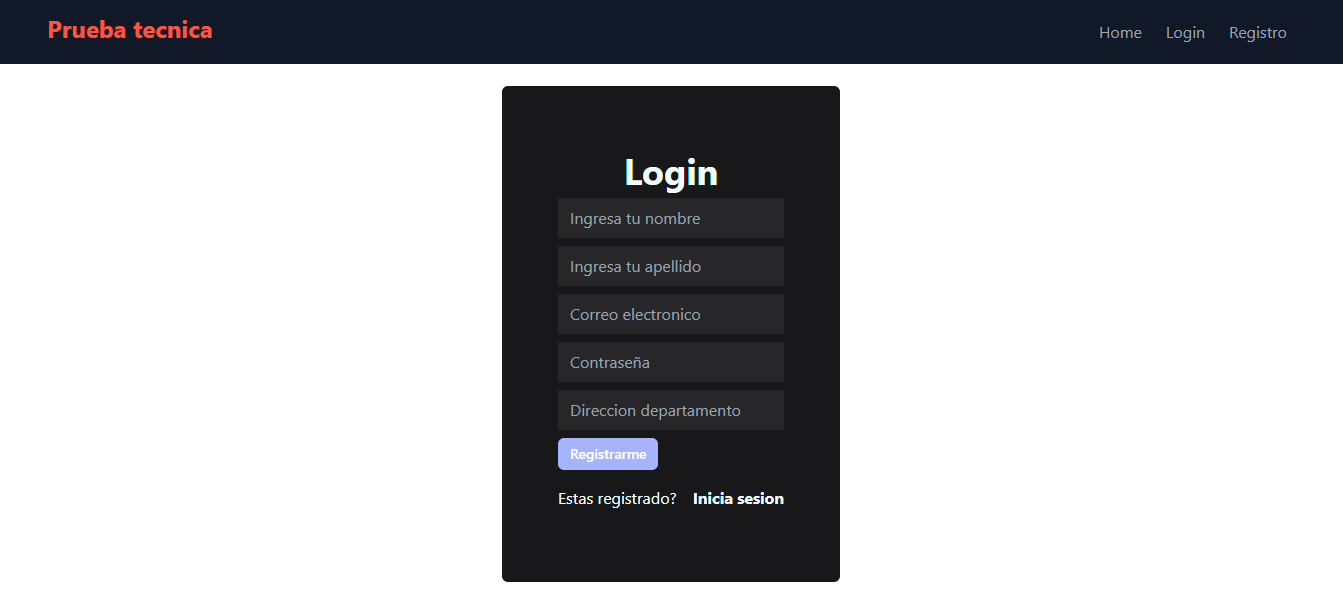 Prueba tecnica
Home Login Registro
Login
Ingresa tu nombre
Ingresa tu apellido
Correo electronico
Contraseña
Direccion departamento
Registrarme
Estas registrado? Inicia sesion